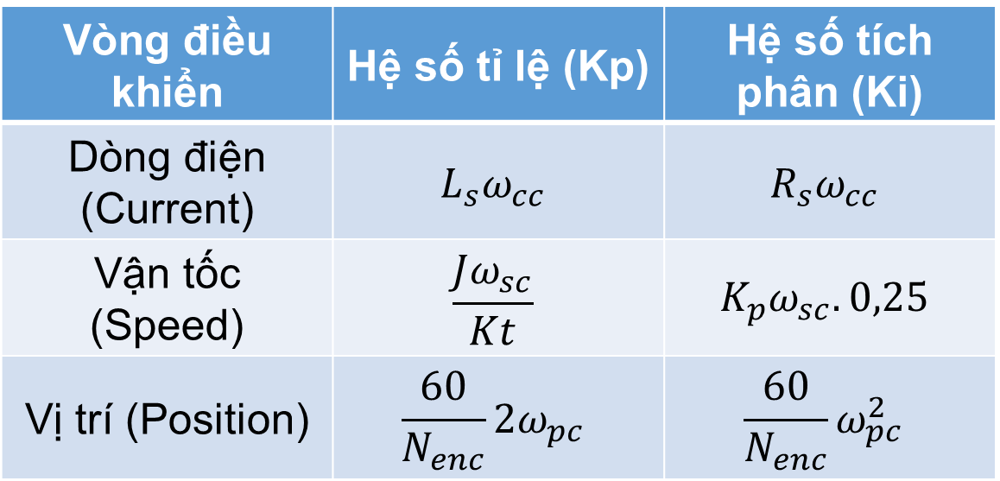 Vòng điều
khiển
Hệ số tỉ lệ (Kp)
Hệ số tích
phân (Ki)
Dòng điện
(Current)
$L_s\omega_{cc}$
$R_s\omega_{cc}$
Vận tốc
(Speed)
$\frac{J\omega_{sc}}{Kt}$
$K_p\omega_{sc}.0,25$
Vị trí (Position)
$\frac{60}{N_{enc}}2\omega_{pc}$
$\frac{60}{N_{enc}}\omega_{pc}^2$